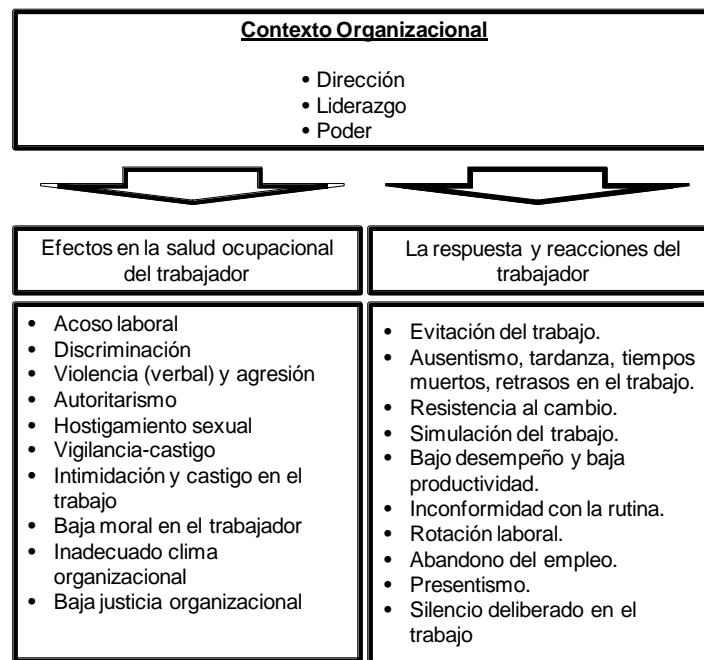 Contexto Organizacional
• Dirección
• Liderazgo
• Poder
Efectos en la salud ocupacional
del trabajador
• Acoso laboral
• Discriminación
• Violencia (verbal) y agresión
• Autoritarismo
• Hostigamiento sexual
• Vigilancia-castigo
• Intimidación y castigo en el
trabajo
• Baja moral en el trabajador
• Inadecuado clima
organizacional
• Baja justicia organizacional
La respuesta y reacciones del
trabajador
• Evitación del trabajo.
• Ausentismo, tardanza, tiempos
muertos, retrasos en el trabajo.
• Resistencia al cambio.
• Simulación del trabajo.
• Bajo desempeño y baja
productividad.
• Inconformidad con la rutina.
• Rotación laboral.
• Abandono del empleo.
• Presentismo.
• Silencio deliberado en el
trabajo